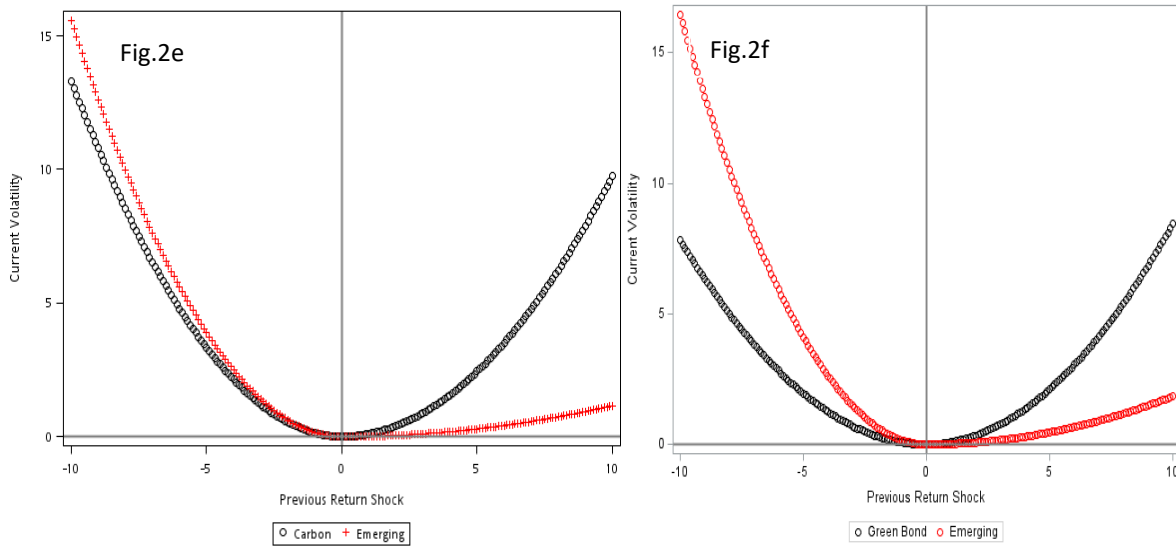 Fig.2e
15
10
5
0
Current Volatility
-10 -5 0 5 10
Previous Return Shock
Carbon Emerging
Fig.2f
15
10
5
0
Current Volatility
-10 -5 0 5 10
Previous Return Shock
Green Bond Emerging